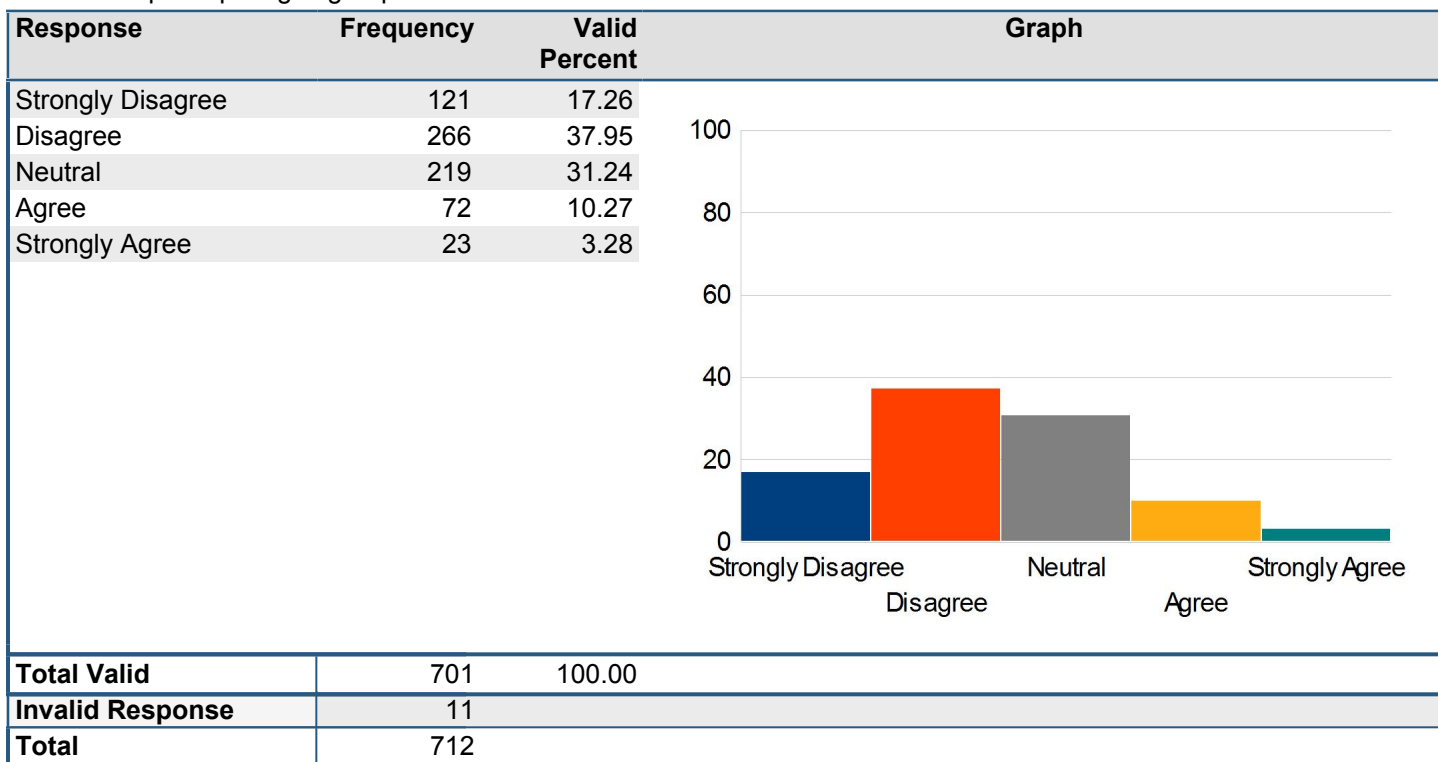 Response Frequency Valid Percent Graph
Strongly Disagree 121 17.26
Disagree 266 37.95
Neutral 219 31.24
Agree 72 10.27
Strongly Agree 23 3.28
100
80
60
40
20
0
Strongly Disagree Neutral Strongly Agree
Disagree Agree
Total Valid 701 100.00
Invalid Response 11
Total 712